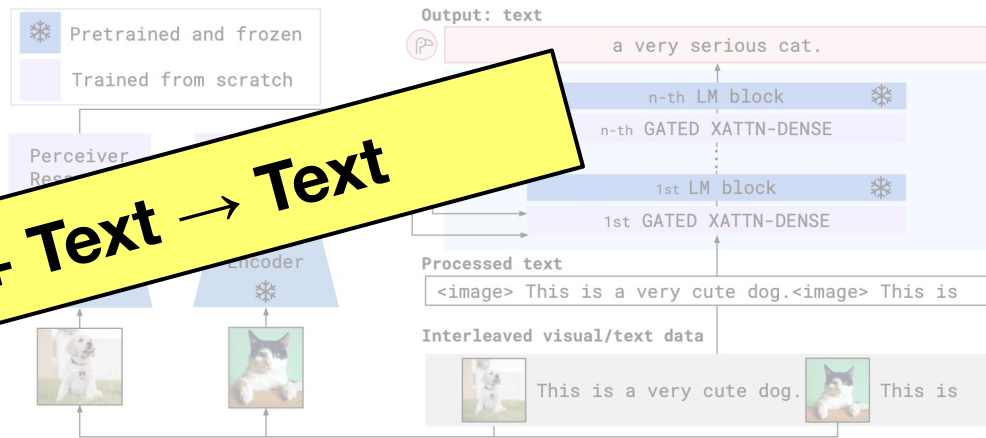 Pretrained and frozen
Trained from scratch
Output: text
a very serious cat.
n-th LM block
n-th GATED XATTN-DENSE
1st LM block
1st GATED XATTN-DENSE
Perceiver
Text → Text
Encoder
Processed text
<image> This is a very cute dog.<image> This is
Interleaved visual/text data
This is a very cute dog. This is